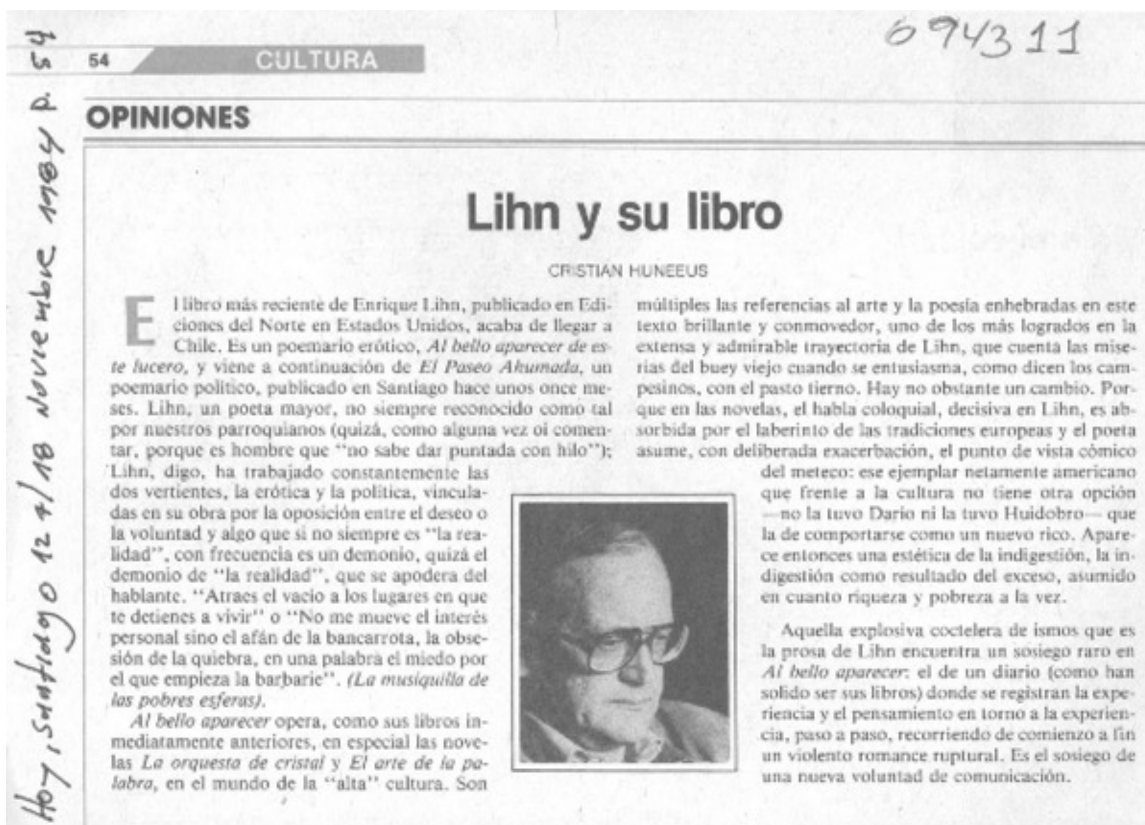 694311
54 CULTURA
OPINIONES
Lihn y su libro
CRISTIAN HUNEEUS
El libro más reciente de Enrique Lihn, publicado en Edi-
ciones del Norte en Estados Unidos, acaba de llegar a
Chile. Es un poemario erótico, Al bello aparecer de es-
te lucero, y viene a continuación de El Paseo Ahumada, un
poemario político, publicado en Santiago hace unos once me-
ses. Lihn, un poeta mayor, no siempre reconocido como tal
por nuestros parroquianos (quizá, como alguna vez oí comen-
tar, porque es hombre que "no sabe dar puntada con hilo");
Lihn, digo, ha trabajado constantemente las
dos vertientes, la erótica y la política, vincula-
das en su obra por la oposición entre el deseo o
la voluntad y algo que si no siempre es "la rea-
lidad", con frecuencia es un demonio, quizá el
demonio de "la realidad", que se apodera del
hablante. "Atraes el vacío a los lugares en que
te detienes a vivir" o "No me mueve el interés
personal sino el afán de la bancarrota, la obse-
sión de la quiebra, en una palabra el miedo por
el que empieza la barbarie". (La musiquilla de
las pobres esferas).
Al bello aparecer opera, como sus libros in-
mediatamente anteriores, en especial las nove-
las La orquesta de cristal y El arte de la pa-
labra, en el mundo de la "alta" cultura. Son
múltiples las referencias al arte y la poesía enhebradas en este
texto brillante y conmovedor, uno de los más logrados en la
extensa y admirable trayectoria de Lihn, que cuenta las mise-
rias del buey viejo cuando se entusiasma, como dicen los cam-
pesinos, con el pasto tierno. Hay no obstante un cambio. Por-
que en las novelas, el habla coloquial, decisiva en Lihn, es ab-
sorbida por el laberinto de las tradiciones europeas y el poeta
asume, con deliberada exacerbación, el punto de vista cómico
del meteco: ese ejemplar netamente americano
que frente a la cultura no tiene otra opción
—no la tuvo Darío ni la tuvo Huidobro— que
la de comportarse como un nuevo rico. Apare-
ce entonces una estética de la indigestión, la in-
digestión como resultado del exceso, asumido
en cuanto riqueza y pobreza a la vez.
Aquella explosiva coctelera de ismos que es
la prosa de Lihn encuentra un sosiego raro en
Al bello aparecer: el de un diario (como han
solido ser sus libros) donde se registran la expe-
riencia y el pensamiento en torno a la experien-
cia, paso a paso, recorriendo de comienzo a fin
un violento romance ruptural. Es el sosiego de
una nueva voluntad de comunicación.
Hoy, Santiago 12 al 18 Noviembre 1984 p. 54